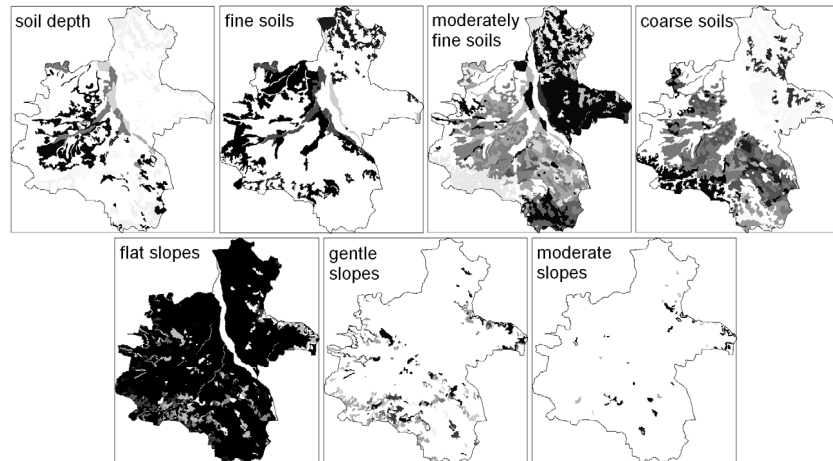 soil depth
fine soils
moderately
fine soils
coarse soils
flat slopes
gentle
slopes
moderate
slopes